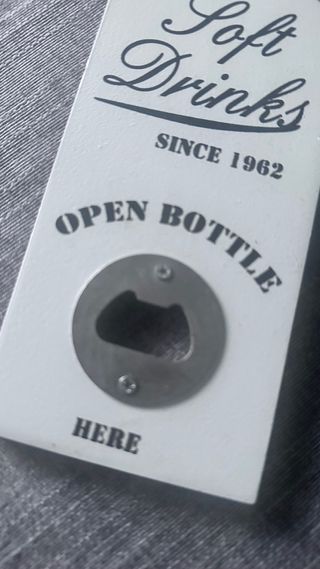 Soft
Drinks
SINCE 1962
OPEN BOTTLE
HERE